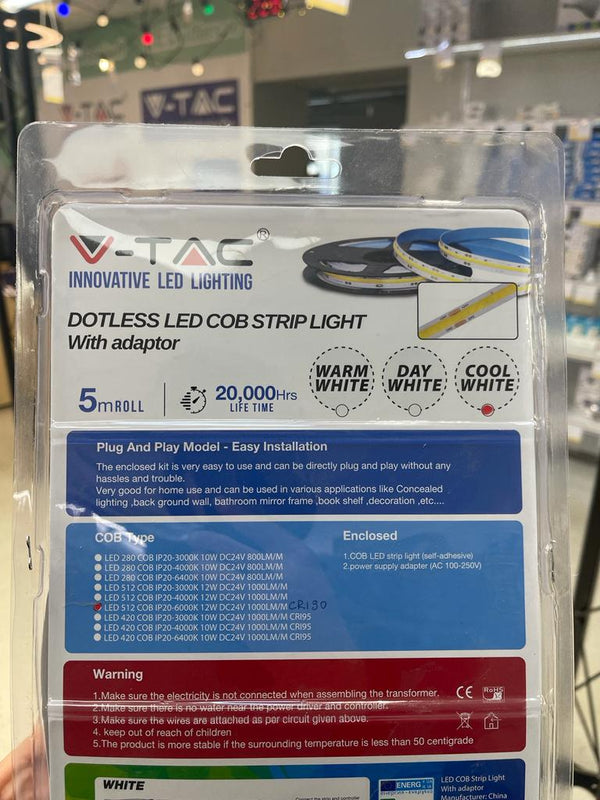 V-TAC
V-TAC
V-TAC®
INNOVATIVE LED LIGHTING
DOTLESS LED COB STRIP LIGHT
With adaptor
5m ROLL
20,000Hrs
LIFE TIME
WARM WHITE
DAY WHITE
COOL WHITE
Plug And Play Model - Easy Installation
The enclosed kit is very easy to use and can be directly plug and play without any
hassles and trouble.
Very good for home use and can be used in various applications like Concealed
lighting ,back ground wall, bathroom mirror frame ,book shelf ,decoration ,etc....
COB Type
LED 280 COB IP20-3000K 10W DC24V 800LM/M
LED 280 COB IP20-4000K 10W DC24V 800LM/M
LED 280 COB IP20-6400K 10W DC24V 800LM/M
LED 512 COB IP20-3000K 12W DC24V 1000LM/M
LED 512 COB IP20-4000K 12W DC24V 1000LM/M
LED 512 COB IP20-6000K 12W DC24V 1000LM/M CRI90
LED 420 COB IP20-3000K 10W DC24V 1000LM/M CRI95
LED 420 COB IP20-4000K 10W DC24V 1000LM/M CRI95
LED 420 COB IP20-6400K 10W DC24V 1000LM/M CRI95
Enclosed
1.COB LED strip light (self-adhesive)
2.power supply adapter (AC 100-250V)
Warning
1.Make sure the electricity is not connected when assembling the transformer.
2.Make sure there is no water near the power driver and controller.
3.Make sure the wires are attached as per circuit given above.
4. keep out of reach of children
5.The product is more stable if the surrounding temperature is less than 50 centigrade
CE
RoHS
WHITE
Connect the strip and controller
ENERG
LED COB Strip Light
With adaptor
Manufacturer: China